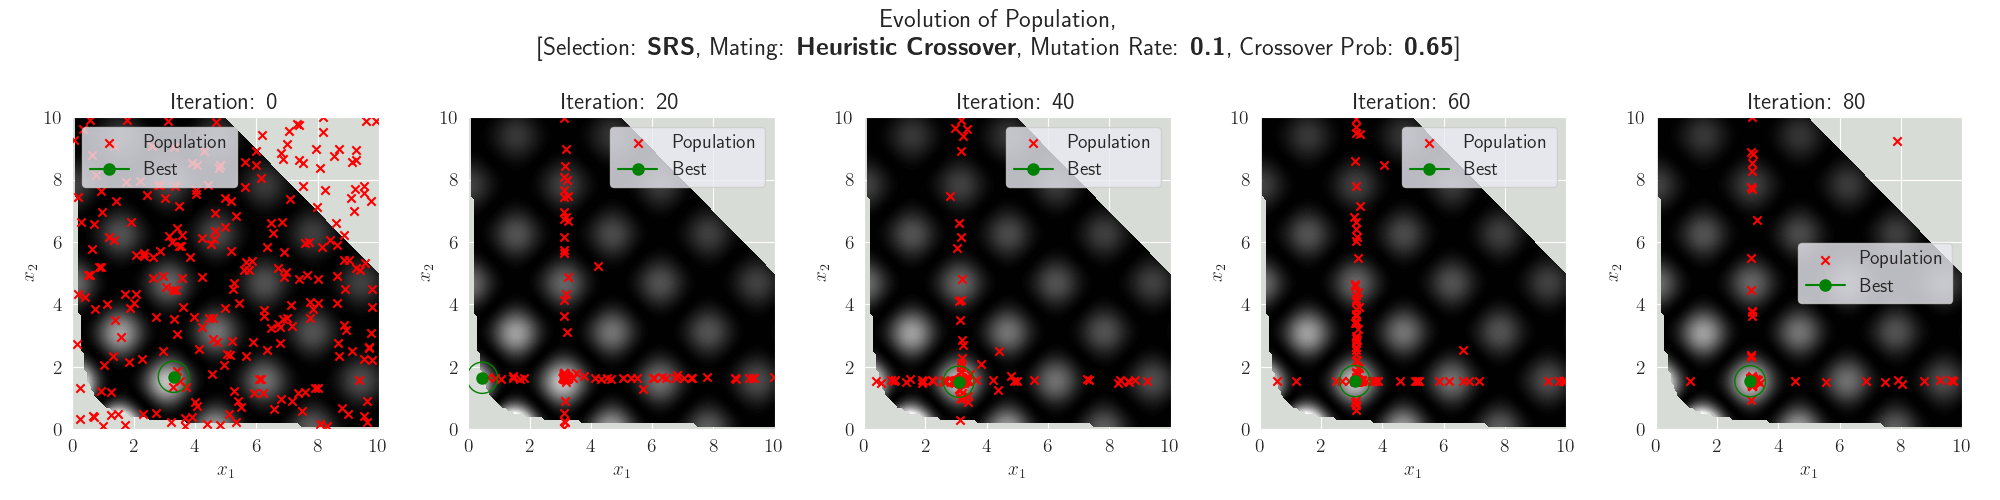 Evolution of Population,
[Selection: SRS, Mating: Heuristic Crossover, Mutation Rate: 0.1, Crossover Prob: 0.65]
Iteration: 0
10
8
6
4
2
0
x2
Population
Best
0 2 4 6 8 10
x1
Iteration: 20
10
8
6
4
2
0
x2
Population
Best
0 2 4 6 8 10
x1
Iteration: 40
10
8
6
4
2
0
x2
Population
Best
0 2 4 6 8 10
x1
Iteration: 60
10
8
6
4
2
0
x2
Population
Best
0 2 4 6 8 10
x1
Iteration: 80
10
8
6
4
2
0
x2
Population
Best
0 2 4 6 8 10
x1